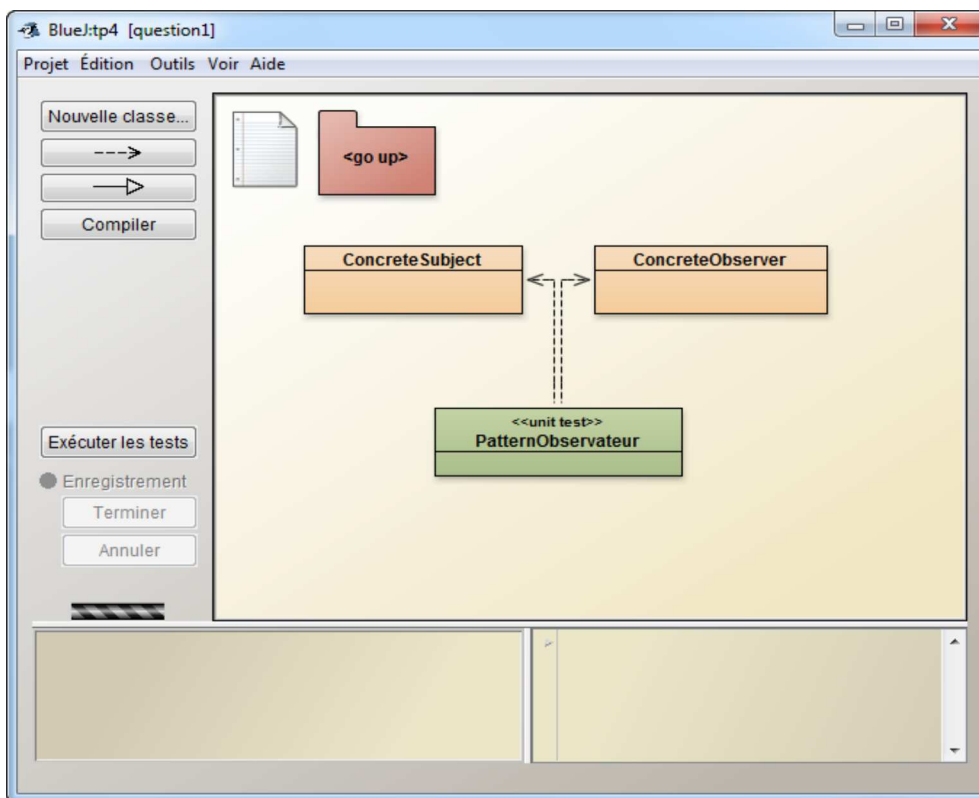 BlueJ:tp4 [question1]
Projet Édition Outils Voir Aide
Nouvelle classe...
<go up>
Compiler
ConcreteSubject
ConcreteObserver
<<unit test>>
PatternObservateur
Exécuter les tests
Enregistrement
Terminer
Annuler